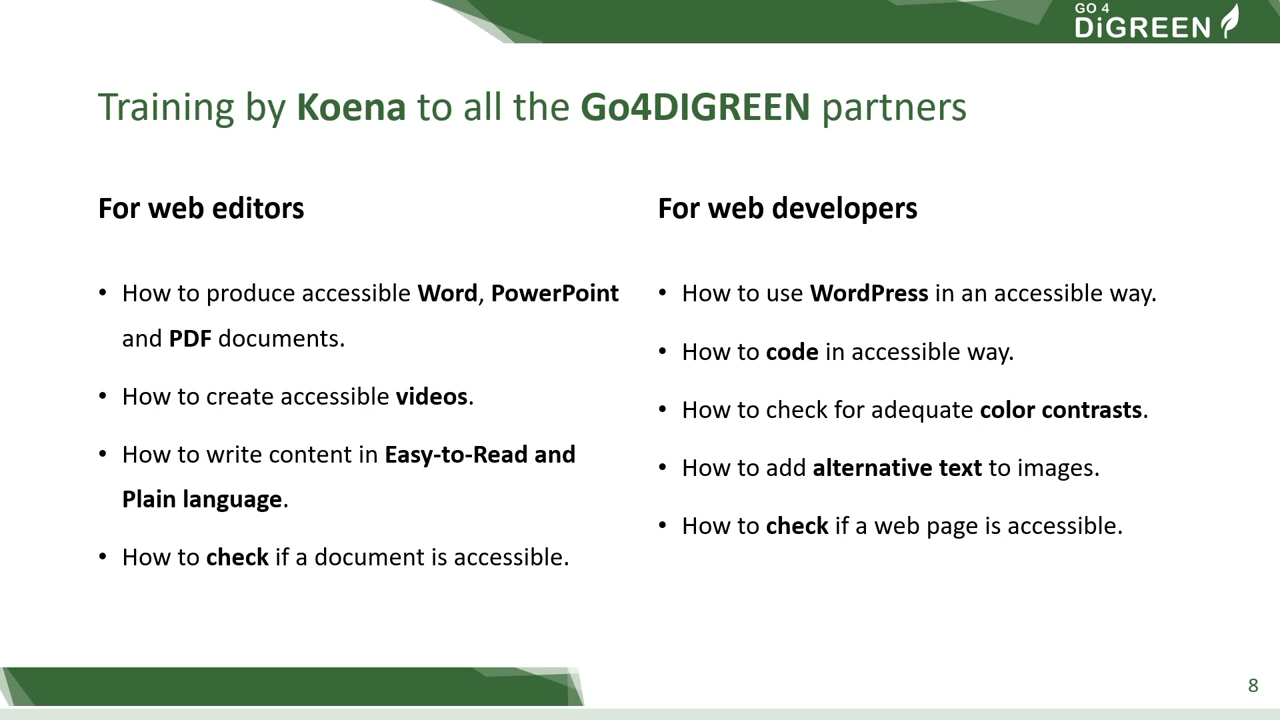 GO 4
DiGREEN
Training by Koena to all the Go4DIGREEN partners
For web editors
• How to produce accessible Word, PowerPoint
and PDF documents.
• How to create accessible videos.
• How to write content in Easy-to-Read and
Plain language.
• How to check if a document is accessible.
For web developers
• How to use WordPress in an accessible way.
• How to code in accessible way.
• How to check for adequate color contrasts.
• How to add alternative text to images.
• How to check if a web page is accessible.
8